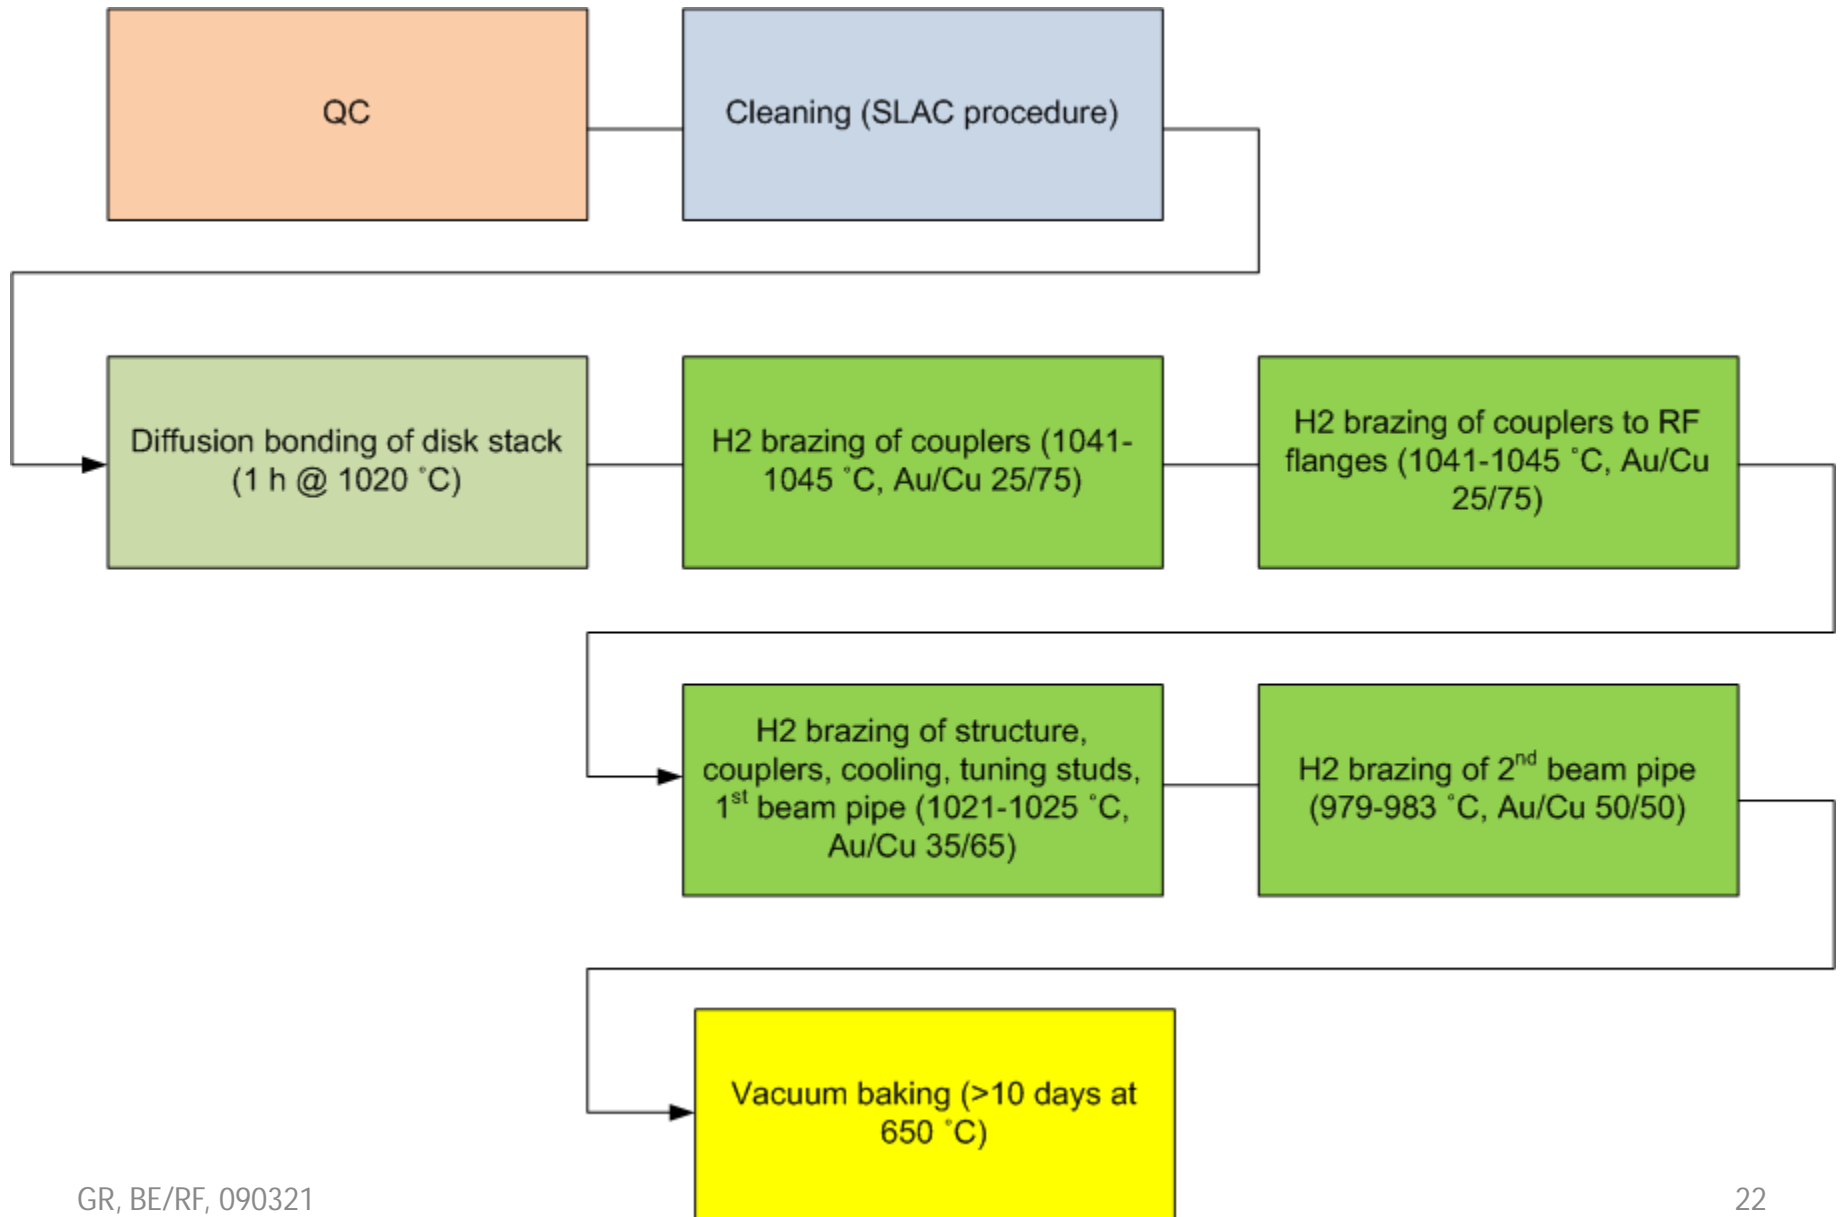 QC
Cleaning (SLAC procedure)
Diffusion bonding of disk stack
(1 h @ 1020 ˚C)
H2 brazing of couplers (1041-
1045 ˚C, Au/Cu 25/75)
H2 brazing of couplers to RF
flanges (1041-1045 ˚C, Au/Cu
25/75)
H2 brazing of structure,
couplers, cooling, tuning studs,
1st beam pipe (1021-1025 ˚C,
Au/Cu 35/65)
H2 brazing of 2nd beam pipe
(979-983 ˚C, Au/Cu 50/50)
Vacuum baking (>10 days at
650 ˚C)
GR, BE/RF, 090321
22